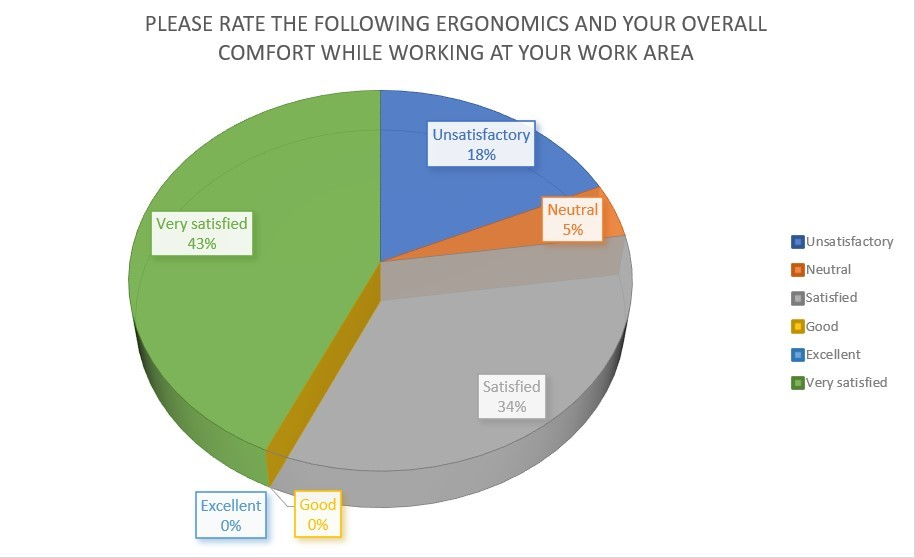 PLEASE RATE THE FOLLOWING ERGONOMICS AND YOUR OVERALL
COMFORT WHILE WORKING AT YOUR WORK AREA
Unsatisfactory
18%
Neutral
5%
Very satisfied
43%
Satisfied
34%
Excellent
0%
Good
0%
Unsatisfactory
Neutral
Satisfied
Good
Excellent
Very satisfied